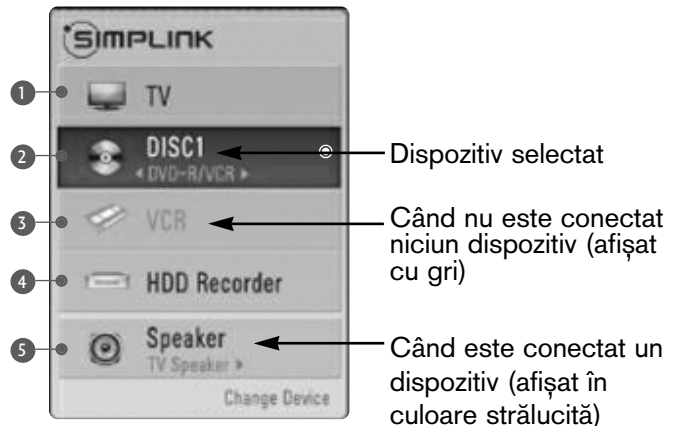 SIMPLINK
1 TV
2 DISC1
◂ DVD-R/VCR ▸
Dispozitiv selectat
3 VCR
Când nu este conectat
niciun dispozitiv (afișat
cu gri)
4 HDD Recorder
5 Speaker
TV Speaker ▸
Când este conectat un
dispozitiv (afișat în
culoare strălucită)
Change Device